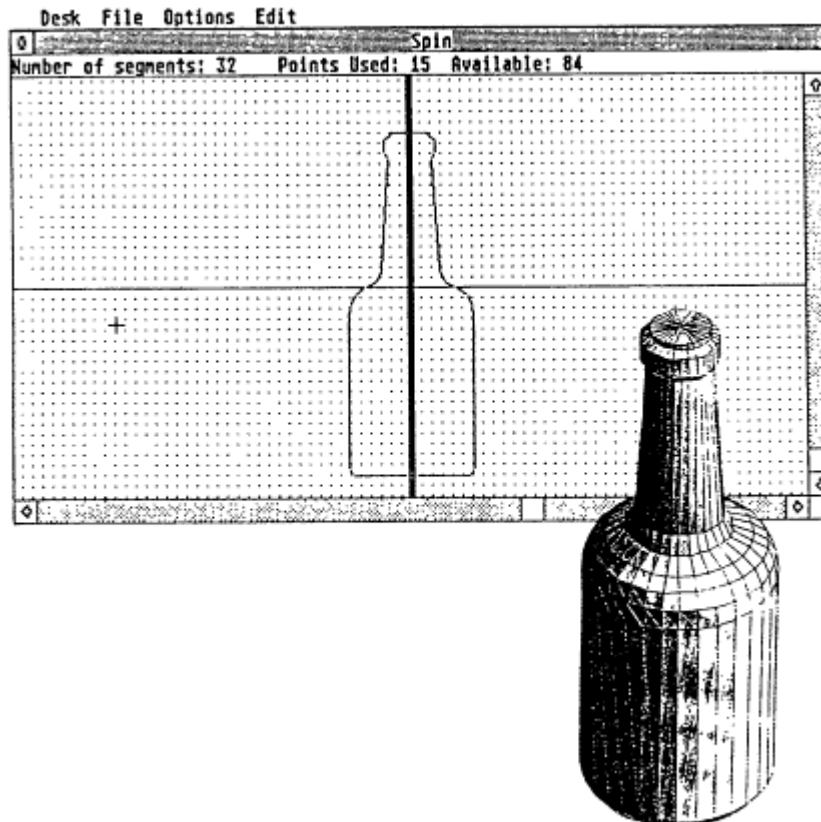 Desk File Options Edit
Spin
Number of segments: 32 Points Used: 15 Available: 84